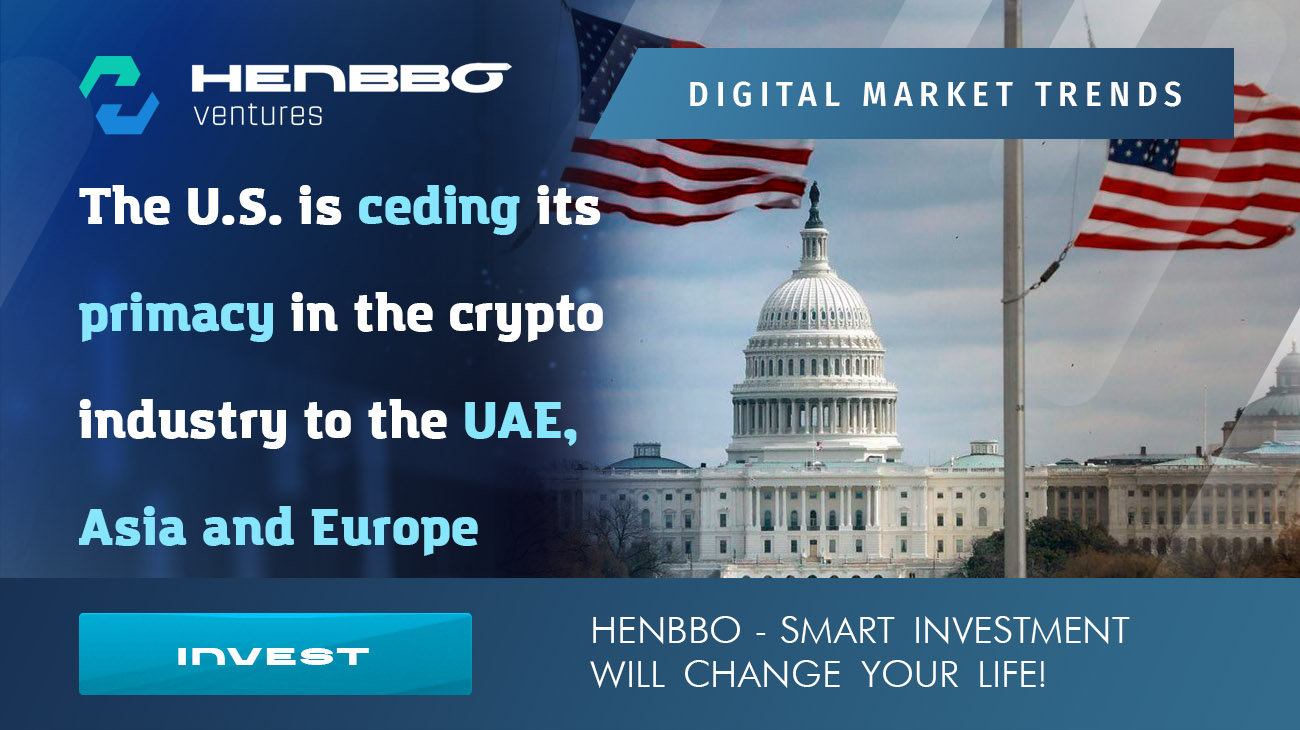 HENBBO
ventures
DIGITAL MARKET TRENDS
The U.S. is ceding its
primacy in the crypto
industry to the UAE,
Asia and Europe
INVEST
HENBBO - SMART INVESTMENT
WILL CHANGE YOUR LIFE!